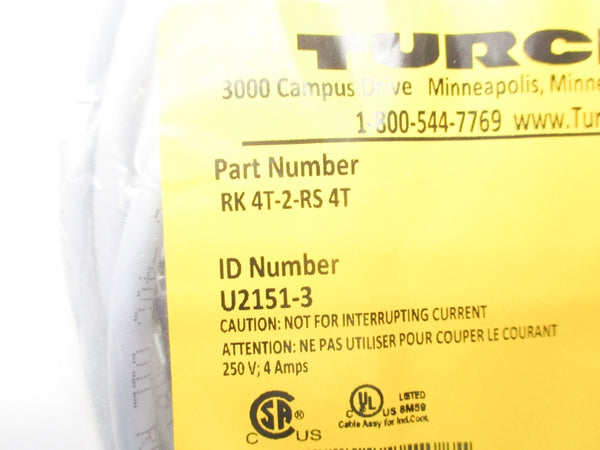 TURC
3000 Campus Drive Minneapolis, Minne
1-800-544-7769 www.Tur
Part Number
RK 4T-2-RS 4T
ID Number
U2151-3
CAUTION: NOT FOR INTERRUPTING CURRENT
ATTENTION: NE PAS UTILISER POUR COUPER LE COURANT
250 V; 4 Amps
C SA ® US
C UL US LISTED 8M59
Cable Assy for Ind.Cont.